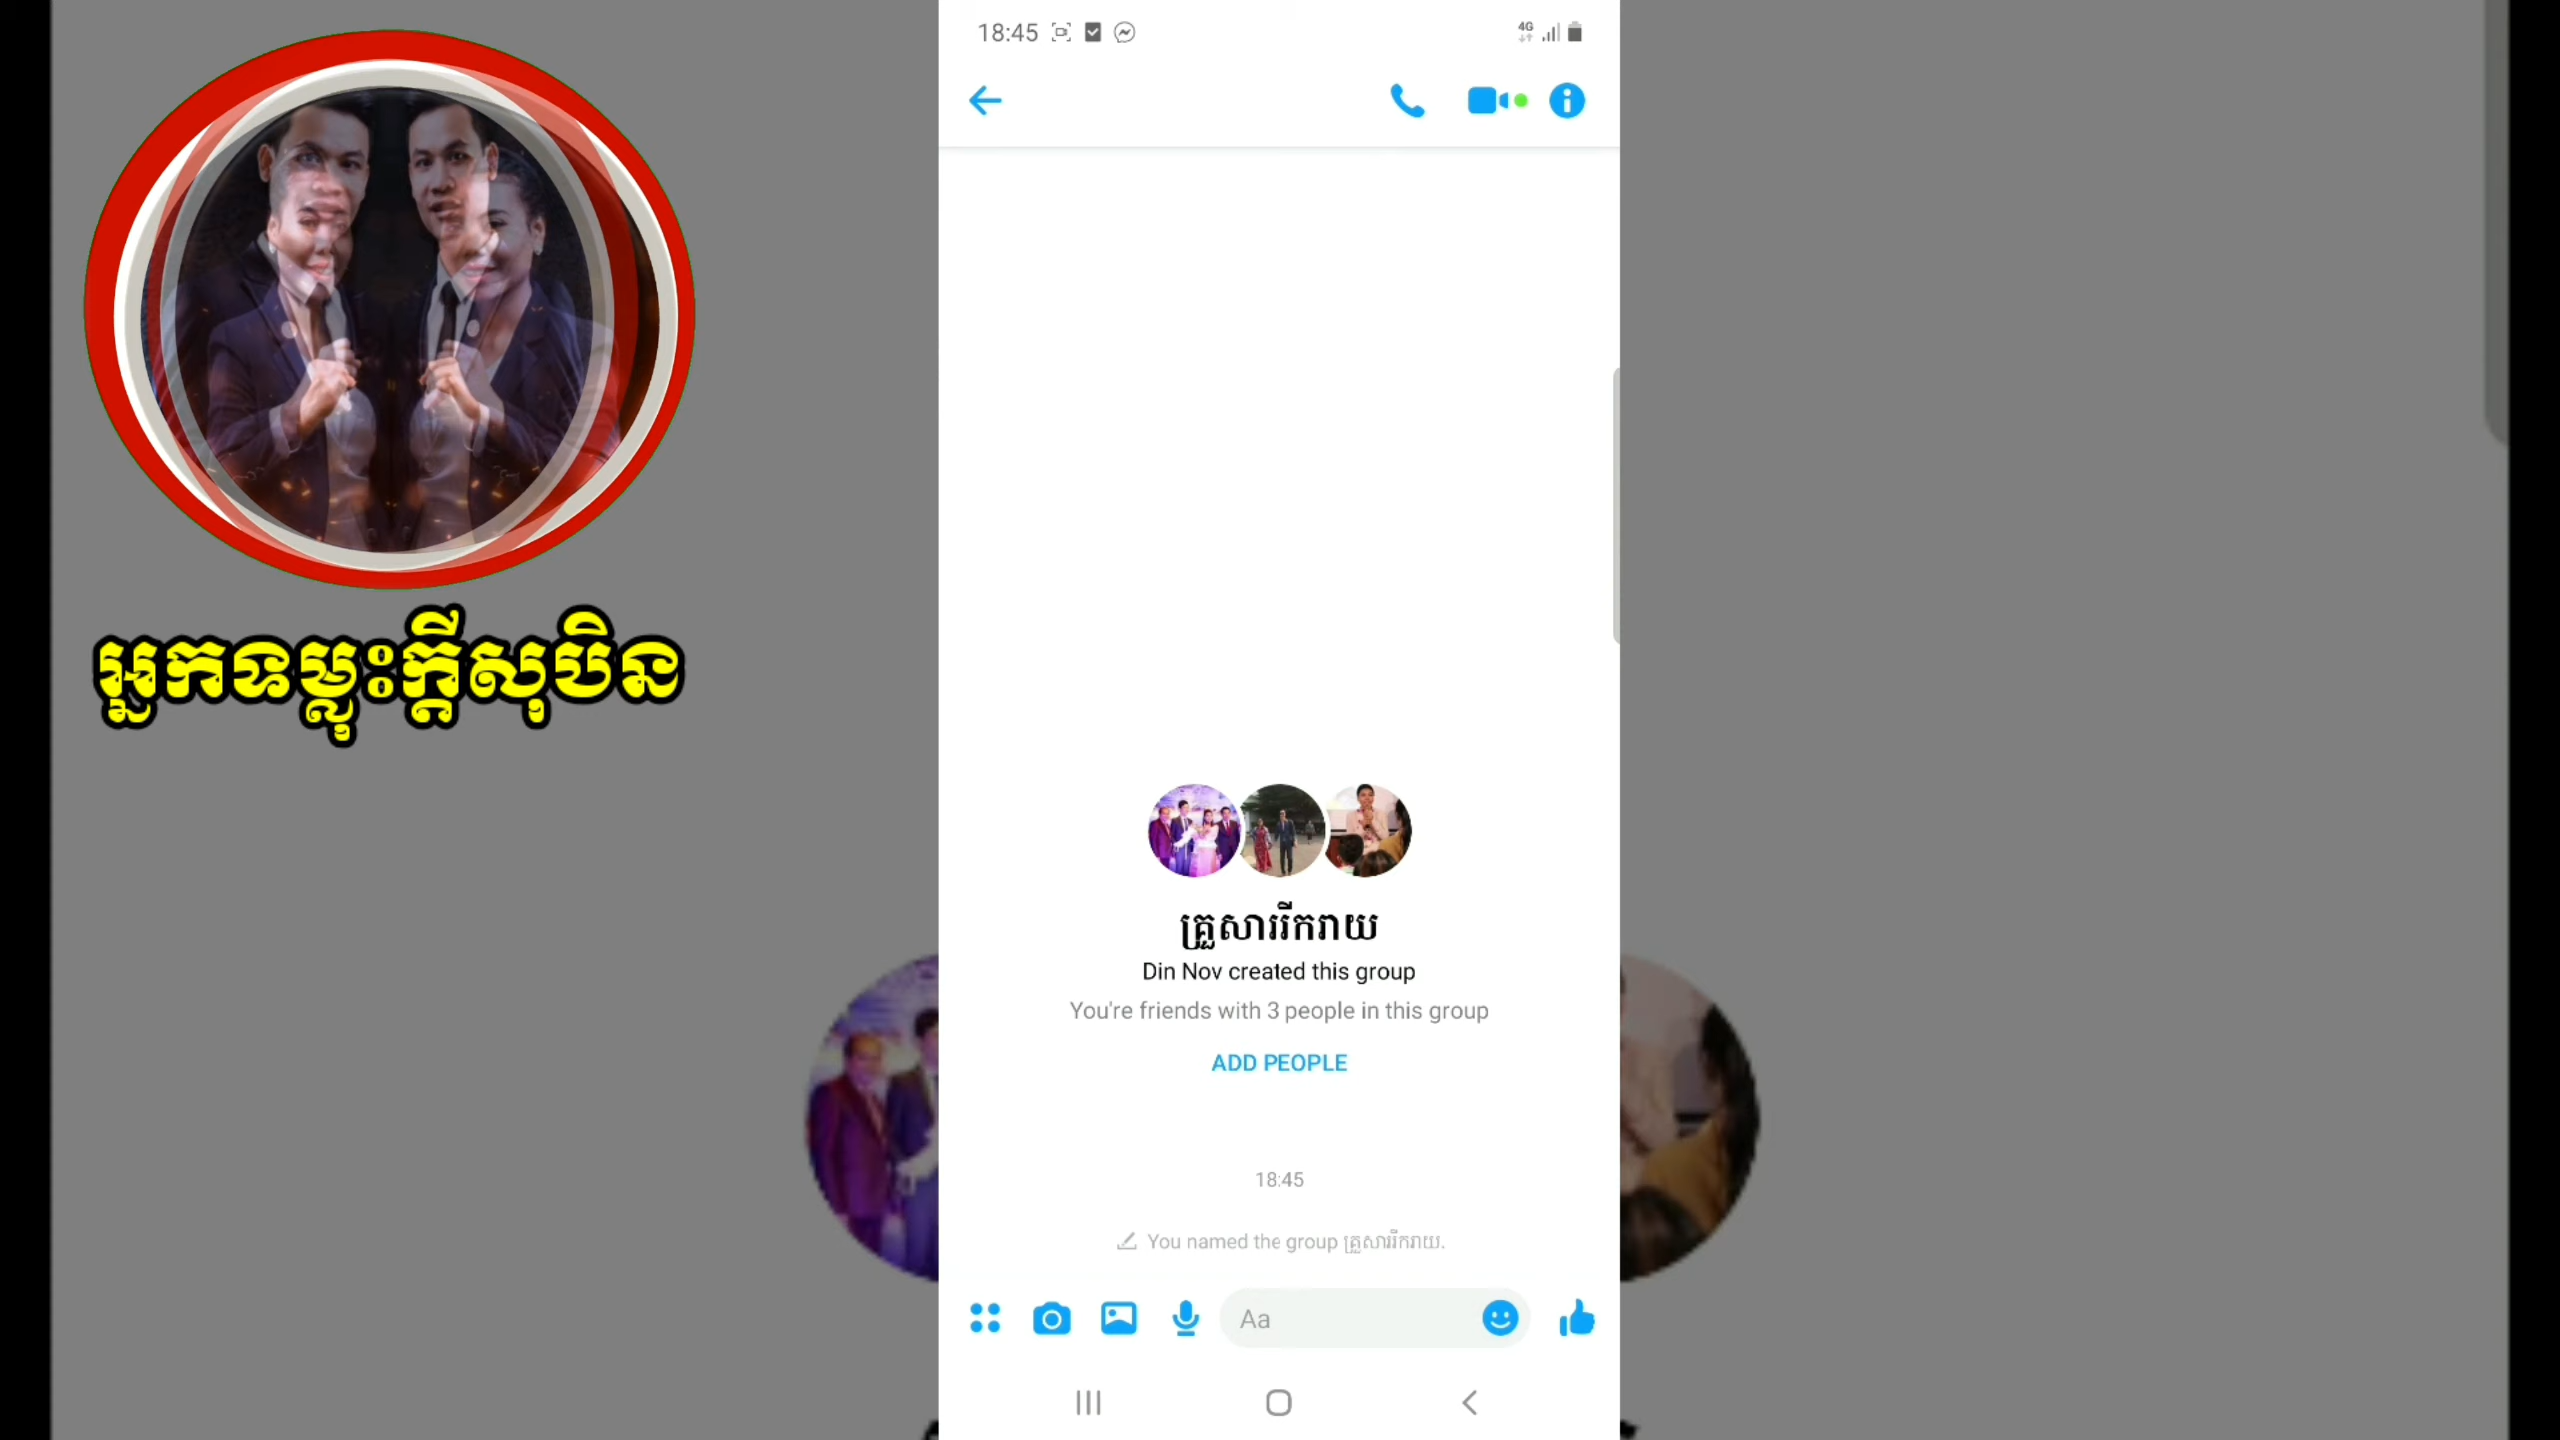 18:45
4G
អ្នកទម្លុះក្តីសុបិន
គ្រួសាររីករាយ
Din Nov created this group
You're friends with 3 people in this group
ADD PEOPLE
18:45
You named the group គ្រួសាររីករាយ.
Aa